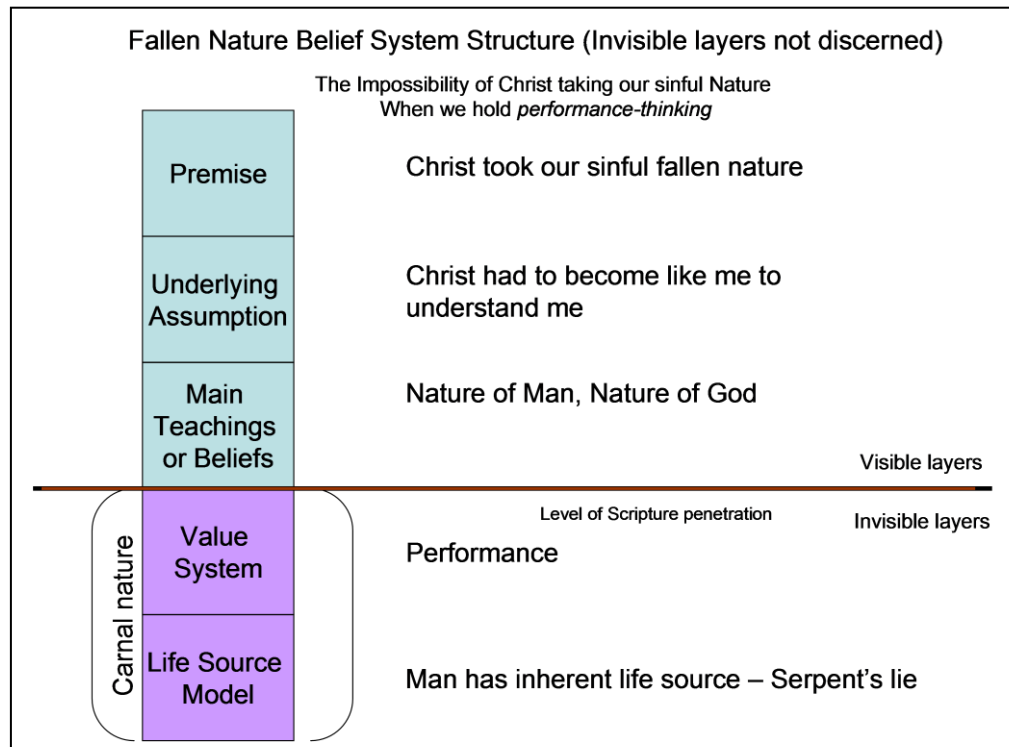 Fallen Nature Belief System Structure (Invisible layers not discerned)
The Impossibility of Christ taking our sinful Nature
When we hold performance-thinking
Premise
Christ took our sinful fallen nature
Underlying
Assumption
Christ had to become like me to
understand me
Main
Teachings
or Beliefs
Nature of Man, Nature of God
Visible layers
Level of Scripture penetration
Invisible layers
Carnal nature
Value
System
Performance
Life Source
Model
Man has inherent life source – Serpent's lie